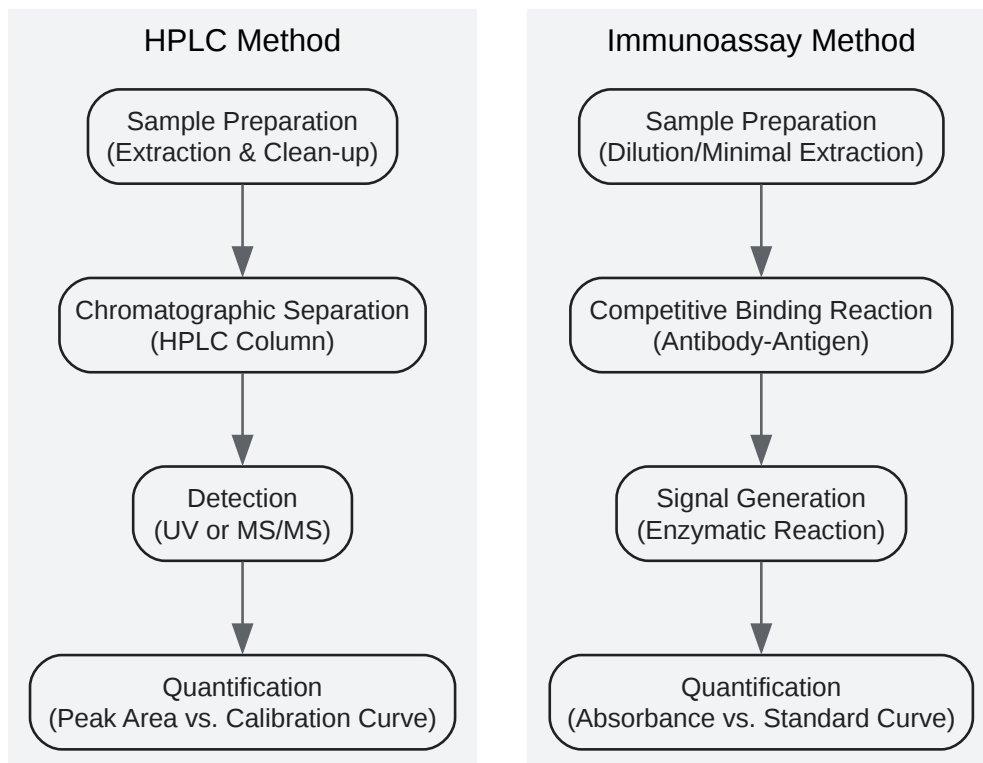 HPLC Method
Sample Preparation
(Extraction & Clean-up)
Chromatographic Separation
(HPLC Column)
Detection
(UV or MS/MS)
Quantification
(Peak Area vs. Calibration Curve)
Immunoassay Method
Sample Preparation
(Dilution/Minimal Extraction)
Competitive Binding Reaction
(Antibody-Antigen)
Signal Generation
(Enzymatic Reaction)
Quantification
(Absorbance vs. Standard Curve)